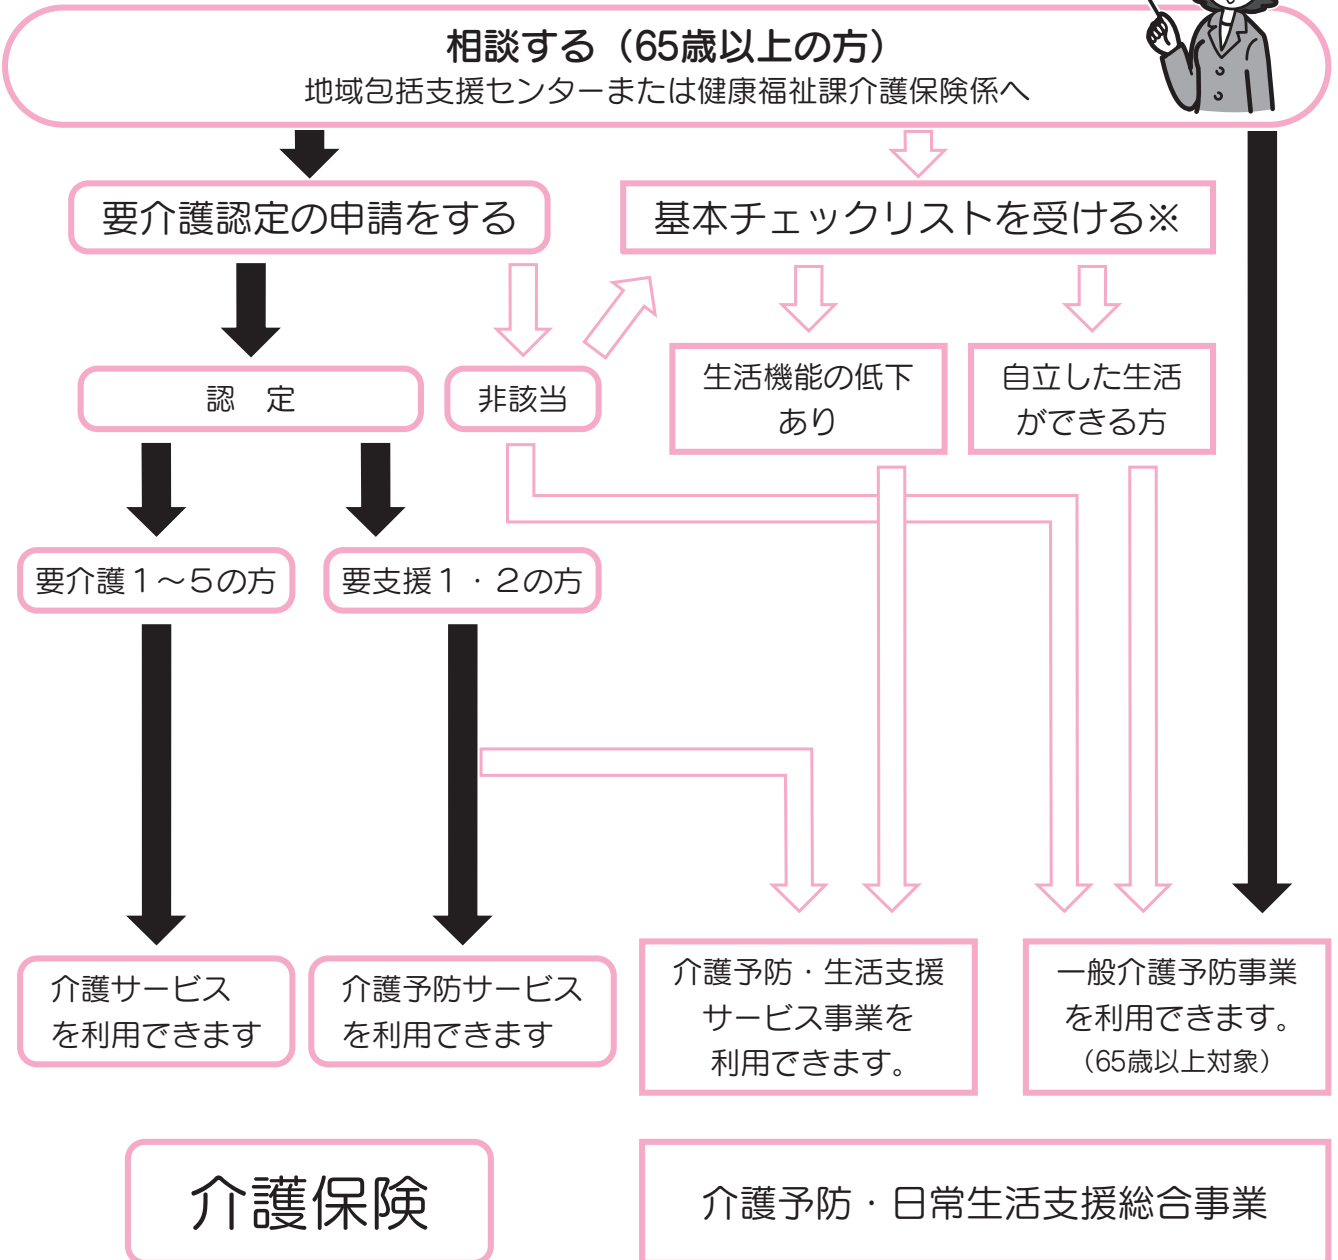 相談する（65歳以上の方）
地域包括支援センターまたは健康福祉課介護保険係へ
要介護認定の申請をする
基本チェックリストを受ける※
認　定
非該当
生活機能の低下
あり
自立した生活
ができる方
要介護１～５の方
要支援１・２の方
介護サービス
を利用できます
介護予防サービス
を利用できます
介護予防・生活支援
サービス事業を
利用できます。
一般介護予防事業
を利用できます。
（65歳以上対象）
介護保険
介護予防・日常生活支援総合事業